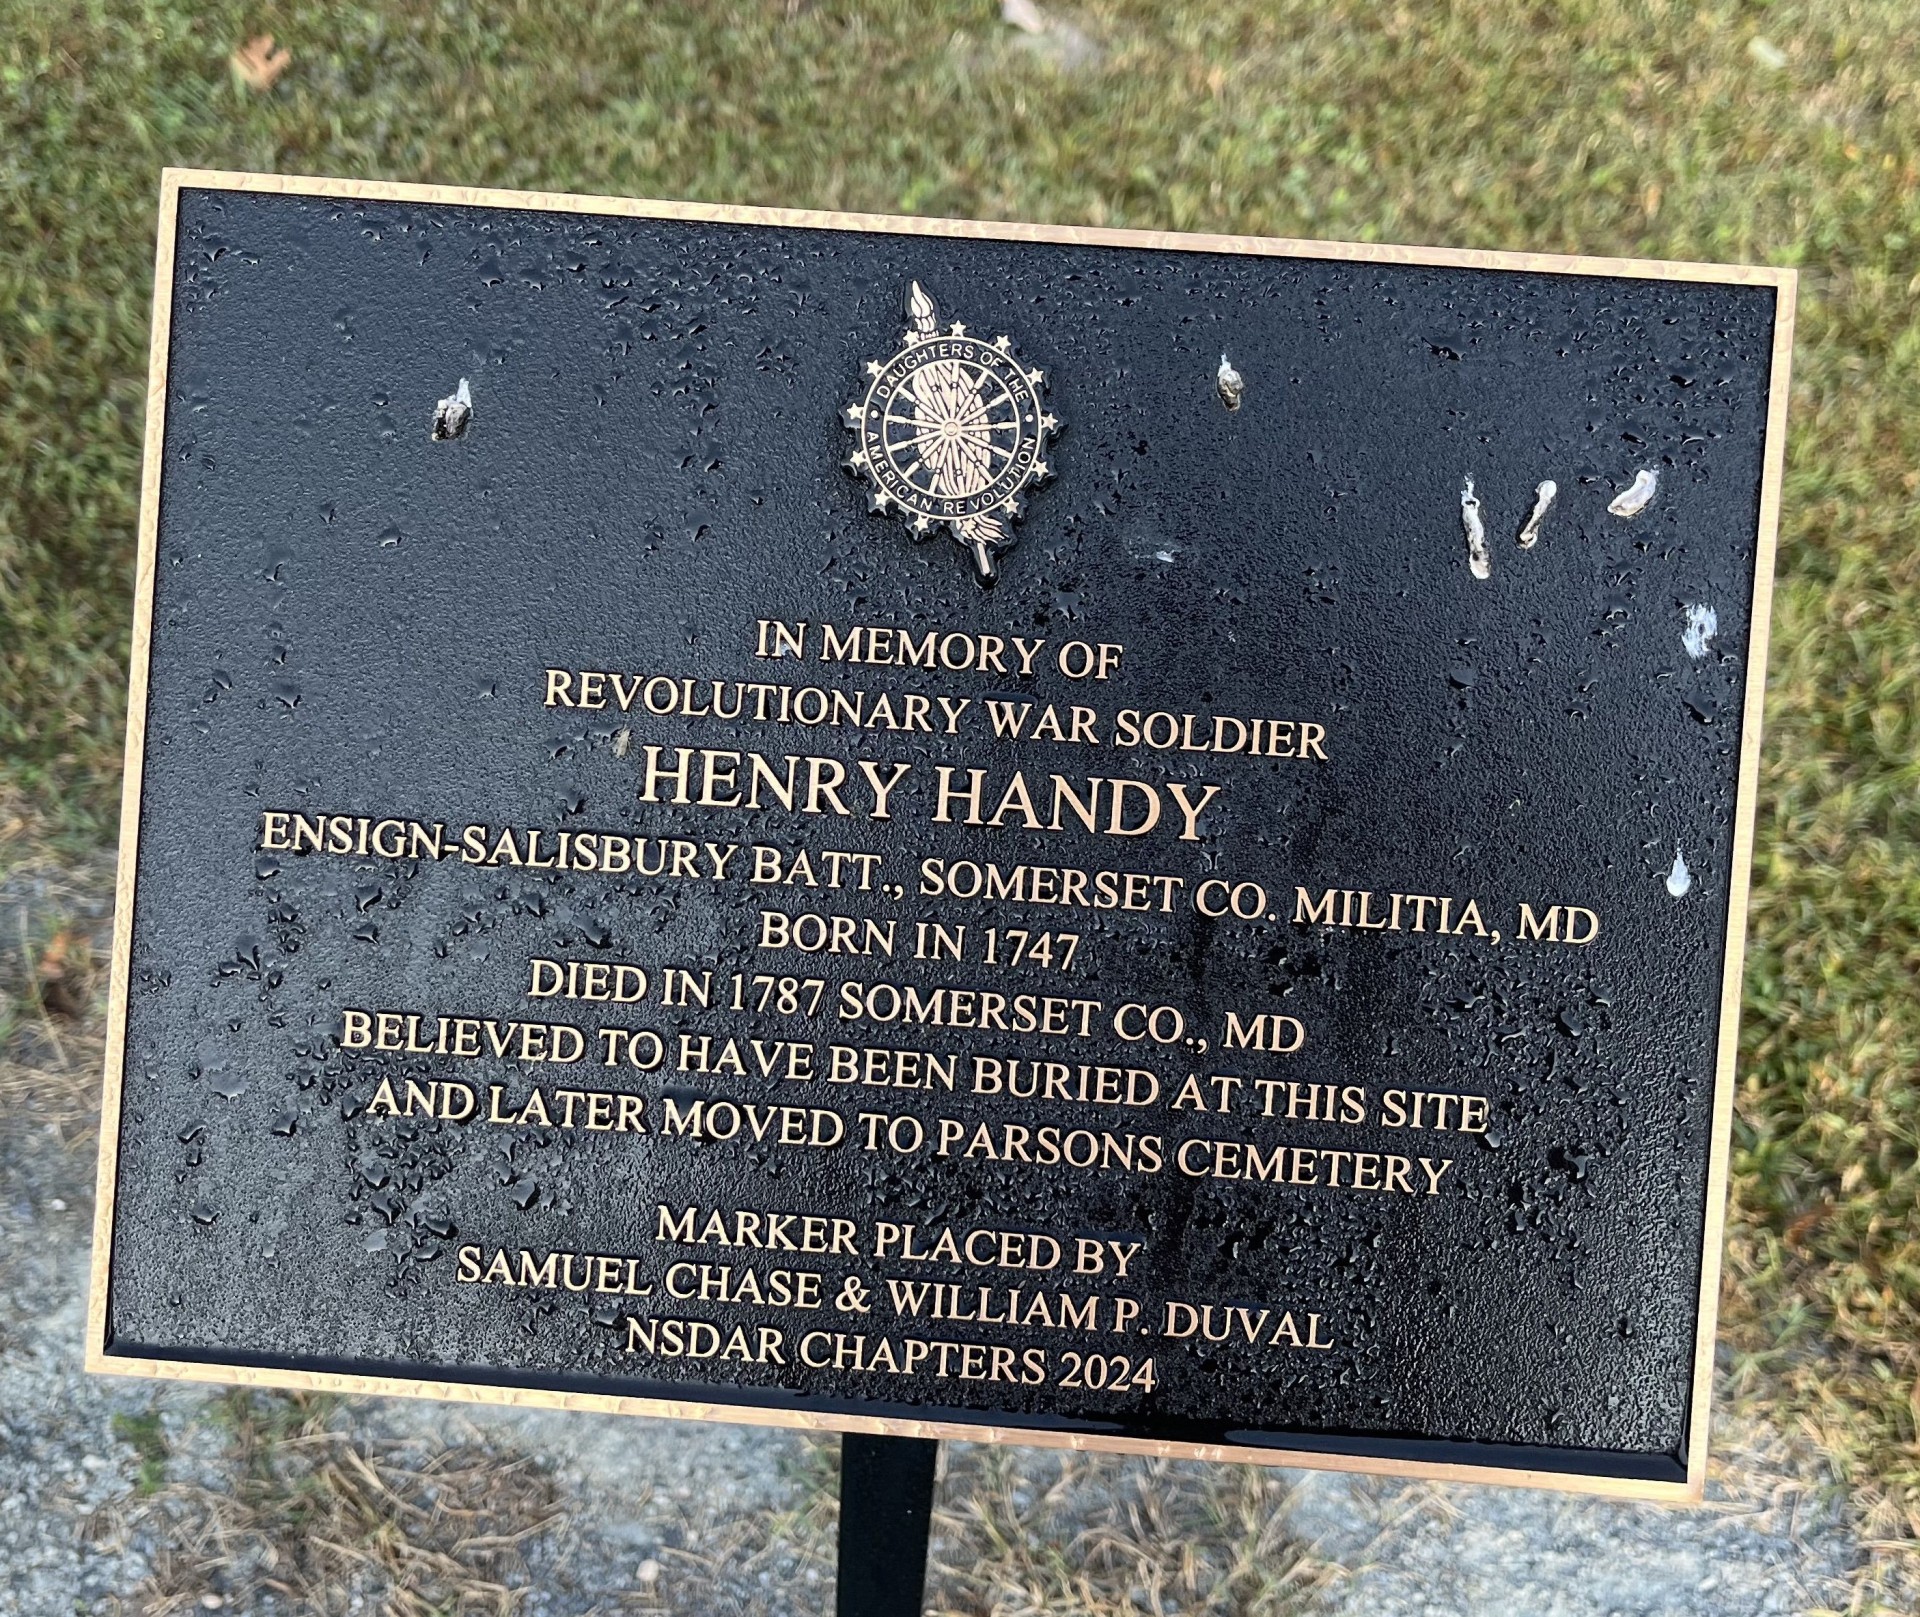 DAUGHTERS OF THE
AMERICAN REVOLUTION
IN MEMORY OF
REVOLUTIONARY WAR SOLDIER
HENRY HANDY
ENSIGN-SALISBURY BATT., SOMERSET CO. MILITIA, MD
BORN IN 1747
DIED IN 1787 SOMERSET CO., MD
BELIEVED TO HAVE BEEN BURIED AT THIS SITE
AND LATER MOVED TO PARSONS CEMETERY
MARKER PLACED BY
SAMUEL CHASE & WILLIAM P. DUVAL
NSDAR CHAPTERS 2024